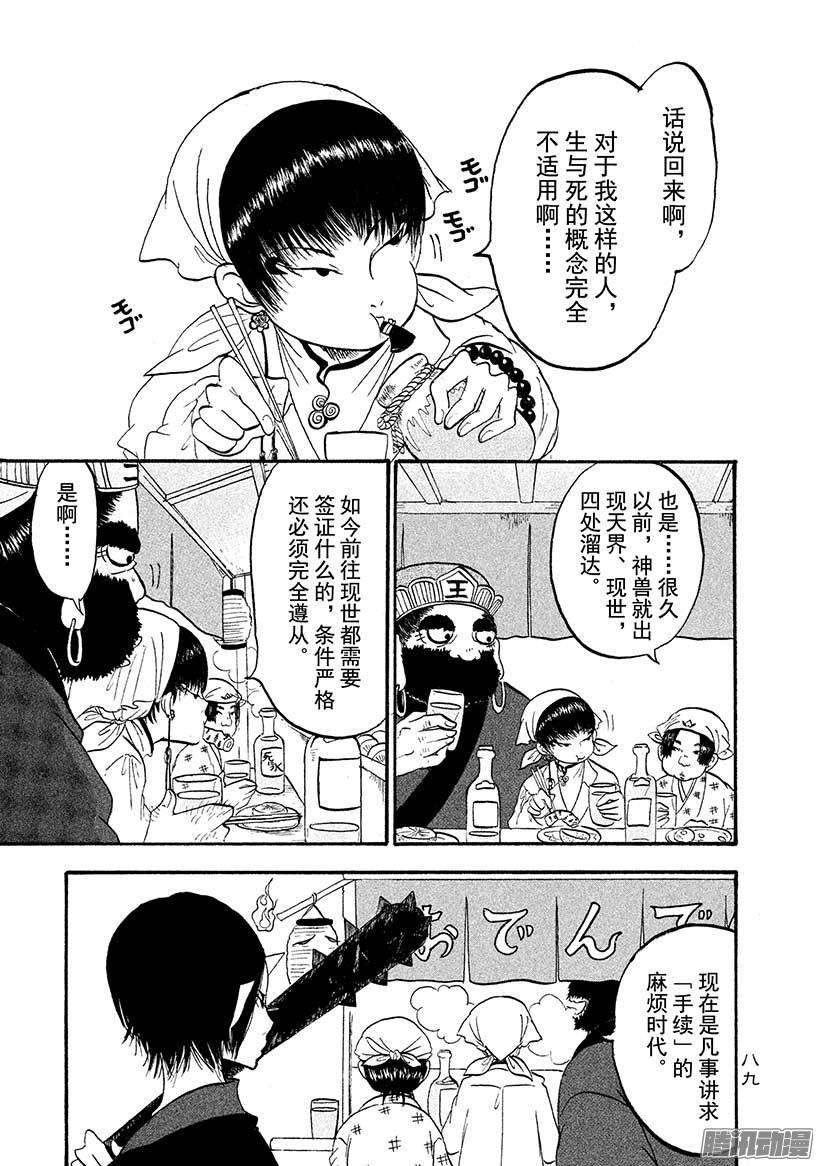 话说回来啊，
对于我这样的人，
生与死的概念完全
不适用啊……
モゴ
モゴ
モゴ
也是……很久
以前，神兽就出
现天界、现世，
四处溜达。
王
如今前往现世都需要
签证什么的，条件严格
还必须完全遵从。
是啊……
おでんで
现在是凡事讲求
「手续」的
麻烦时代。
八九
腾讯动漫